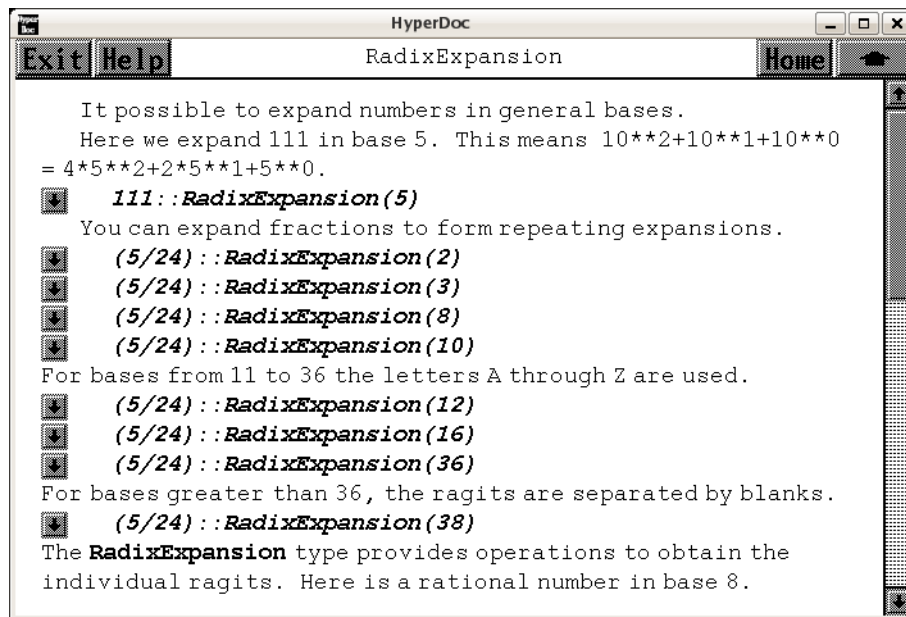 Hyper Doc HyperDoc
Exit Help RadixExpansion Home
It possible to expand numbers in general bases.
Here we expand 111 in base 5. This means 10**2+10**1+10**0
= 4*5**2+2*5**1+5**0.
111::RadixExpansion(5)
You can expand fractions to form repeating expansions.
(5/24)::RadixExpansion(2)
(5/24)::RadixExpansion(3)
(5/24)::RadixExpansion(8)
(5/24)::RadixExpansion(10)
For bases from 11 to 36 the letters A through Z are used.
(5/24)::RadixExpansion(12)
(5/24)::RadixExpansion(16)
(5/24)::RadixExpansion(36)
For bases greater than 36, the ragits are separated by blanks.
(5/24)::RadixExpansion(38)
The RadixExpansion type provides operations to obtain the
individual ragits. Here is a rational number in base 8.